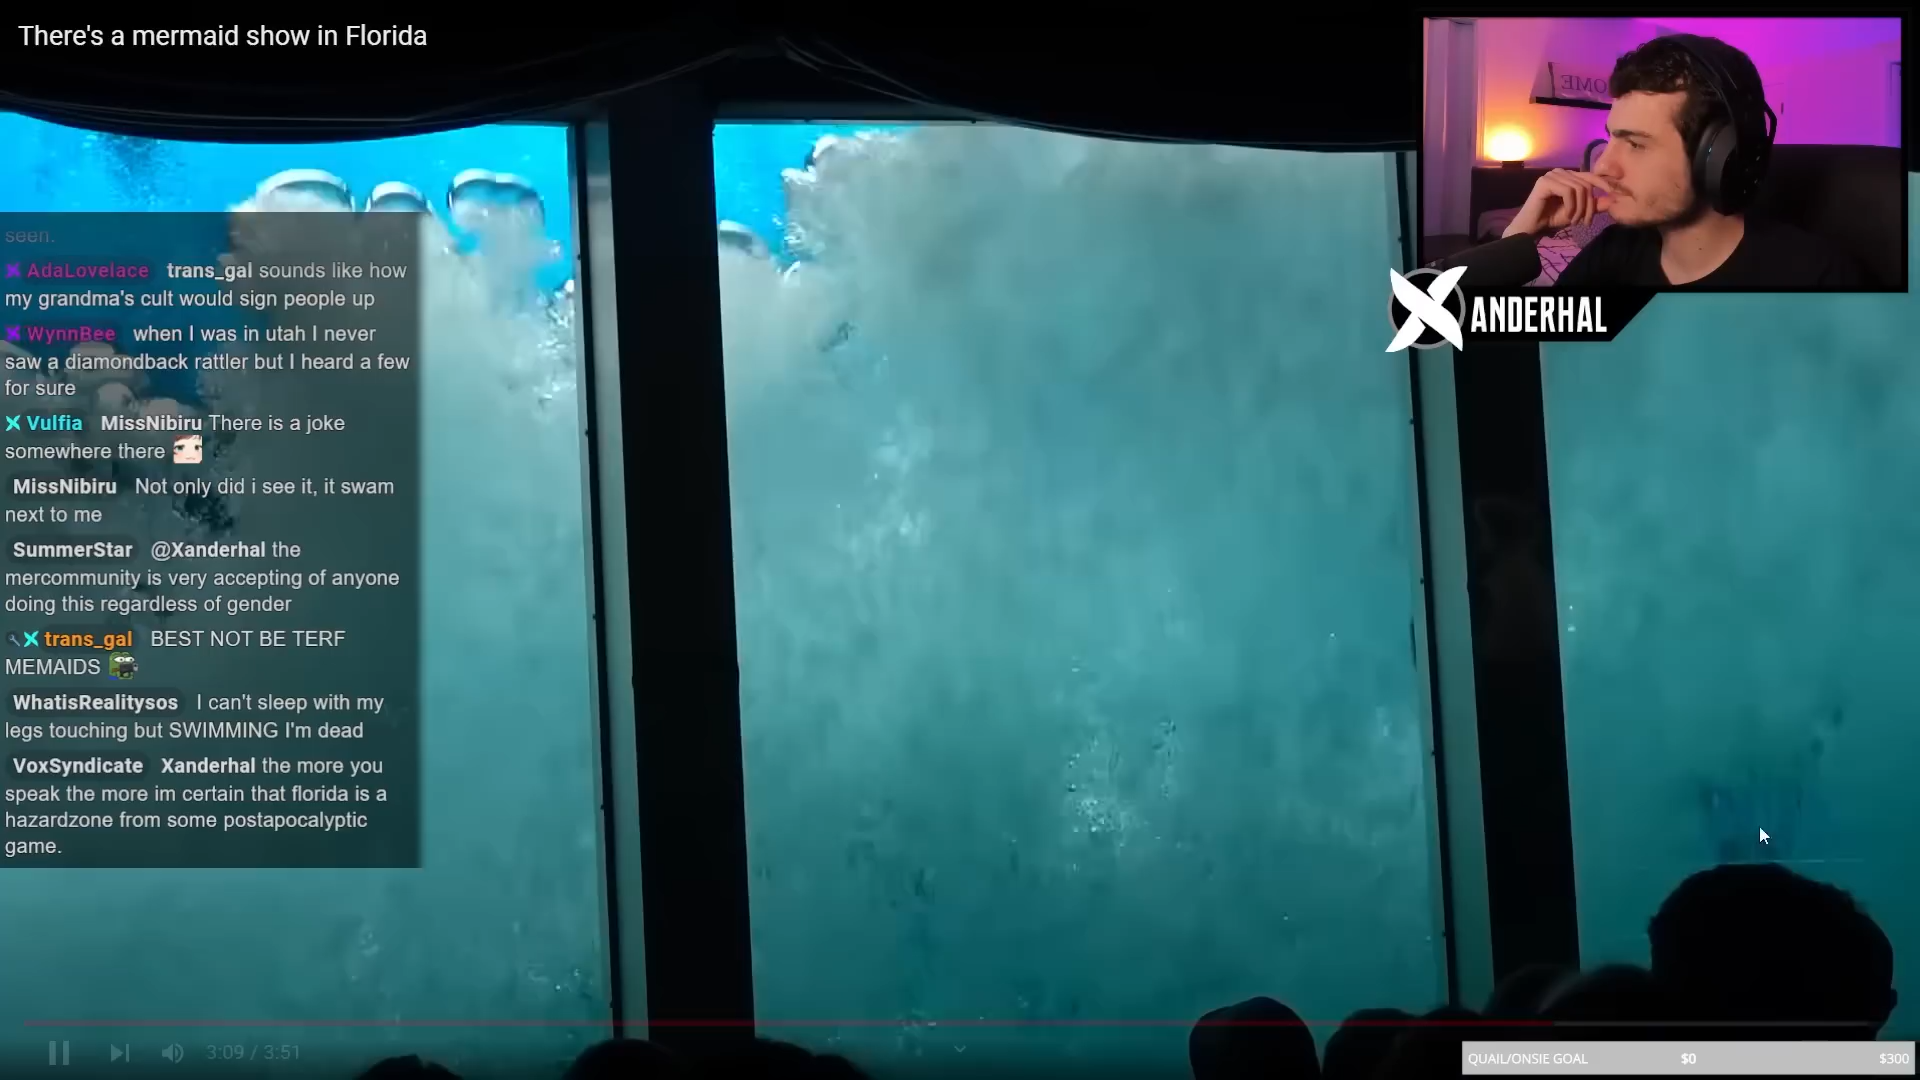 There's a mermaid show in Florida
HOME
ANDERHAL
seen.
AdaLovelace trans_gal sounds like how
my grandma's cult would sign people up
WynnBee when I was in utah I never
saw a diamondback rattler but I heard a few
for sure
Vulfia MissNibiru There is a joke
somewhere there
MissNibiru Not only did i see it, it swam
next to me
SummerStar @Xanderhal the
mercommunity is very accepting of anyone
doing this regardless of gender
trans_gal BEST NOT BE TERF
MEMAIDS
WhatisRealitysos I can't sleep with my
legs touching but SWIMMING I'm dead
VoxSyndicate Xanderhal the more you
speak the more im certain that florida is a
hazardzone from some postapocalyptic
game.
3:09 / 3:51
QUAIL/ONSIE GOAL $0 $300